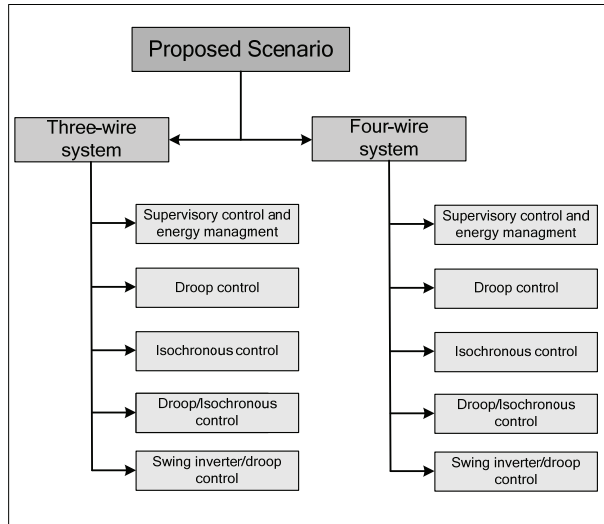 Proposed Scenario
Three-wire
system
Four-wire
system
Supervisory control and
energy managment
Droop control
Isochronous control
Droop/Isochronous
control
Swing inverter/droop
control
Supervisory control and
energy managment
Droop control
Isochronous control
Droop/Isochronous
control
Swing inverter/droop
control